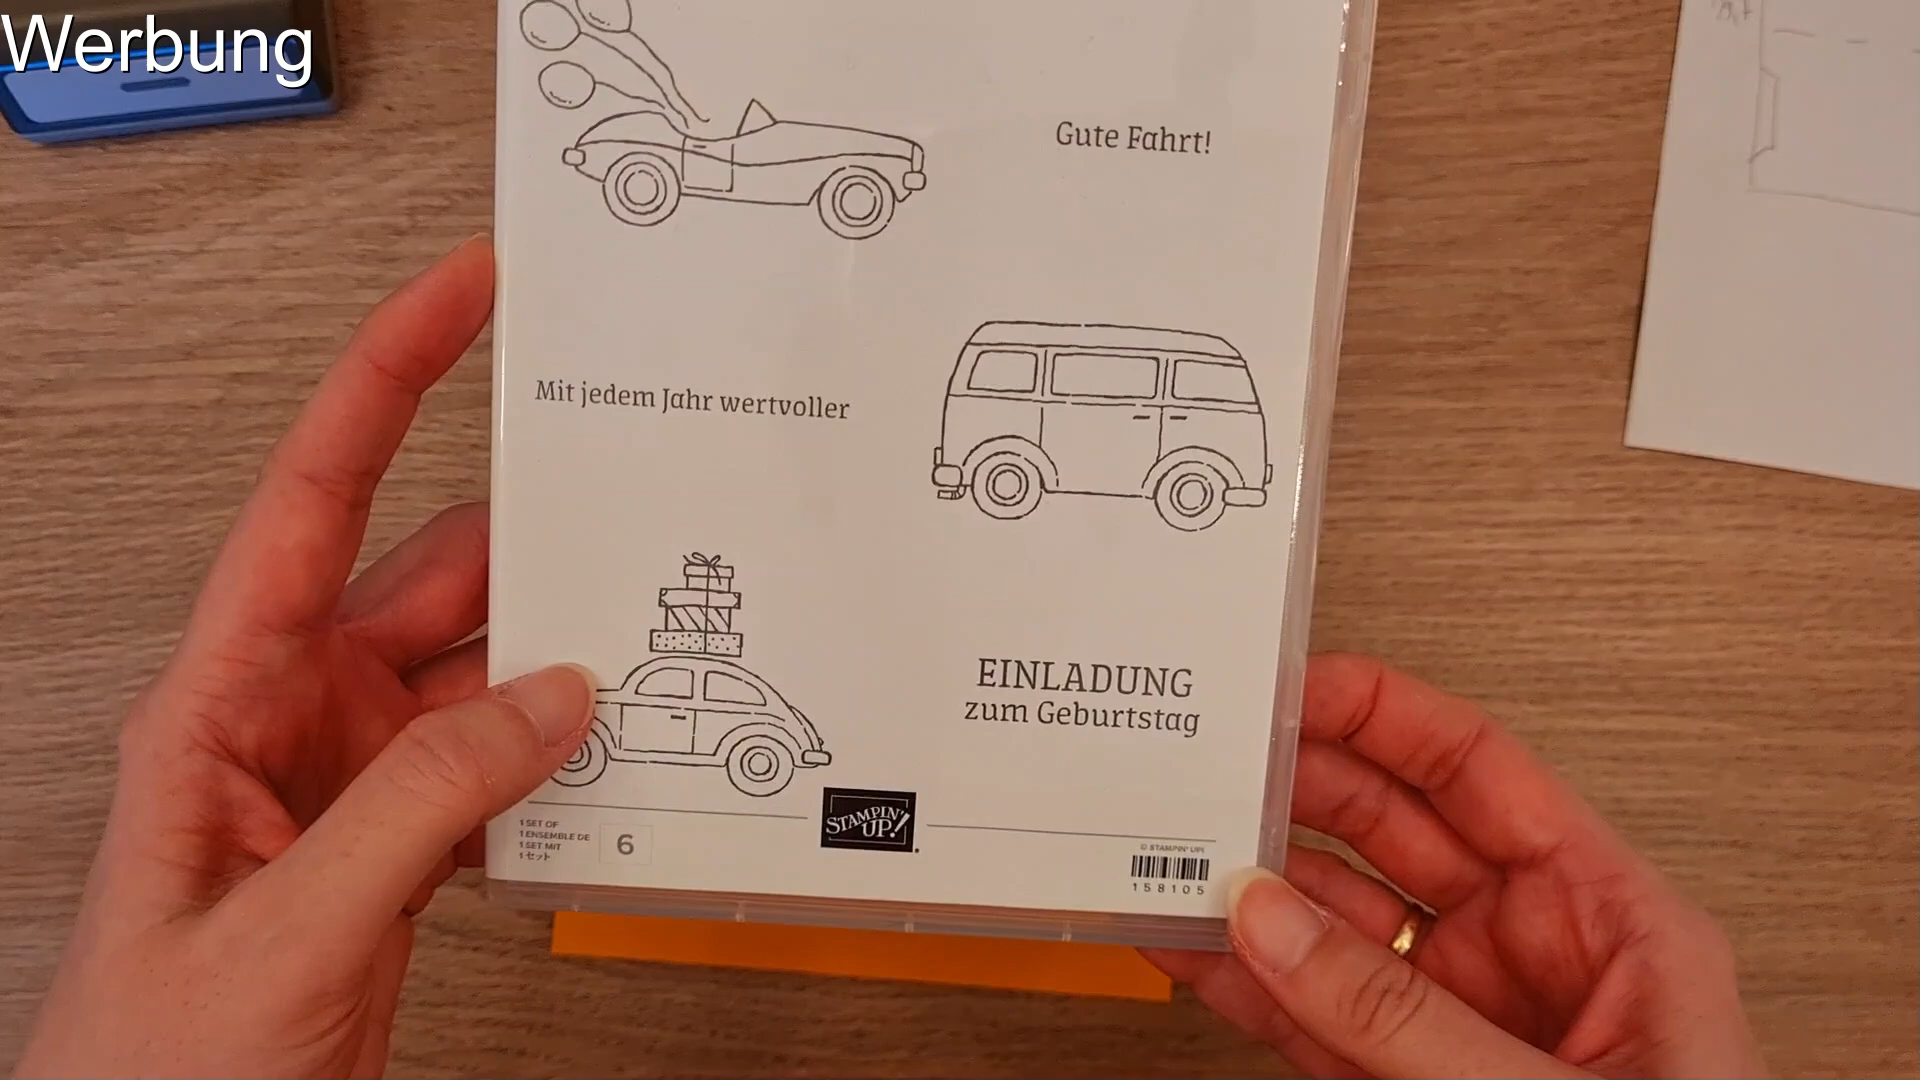 Werbung
Gute Fahrt!
Mit jedem Jahr wertvoller
EINLADUNG
zum Geburtstag
1 SET OF
1 ENSEMBLE DE
1 SET MIT
1 セット
6
STAMPIN'
UP!
© STAMPIN' UP!
158105